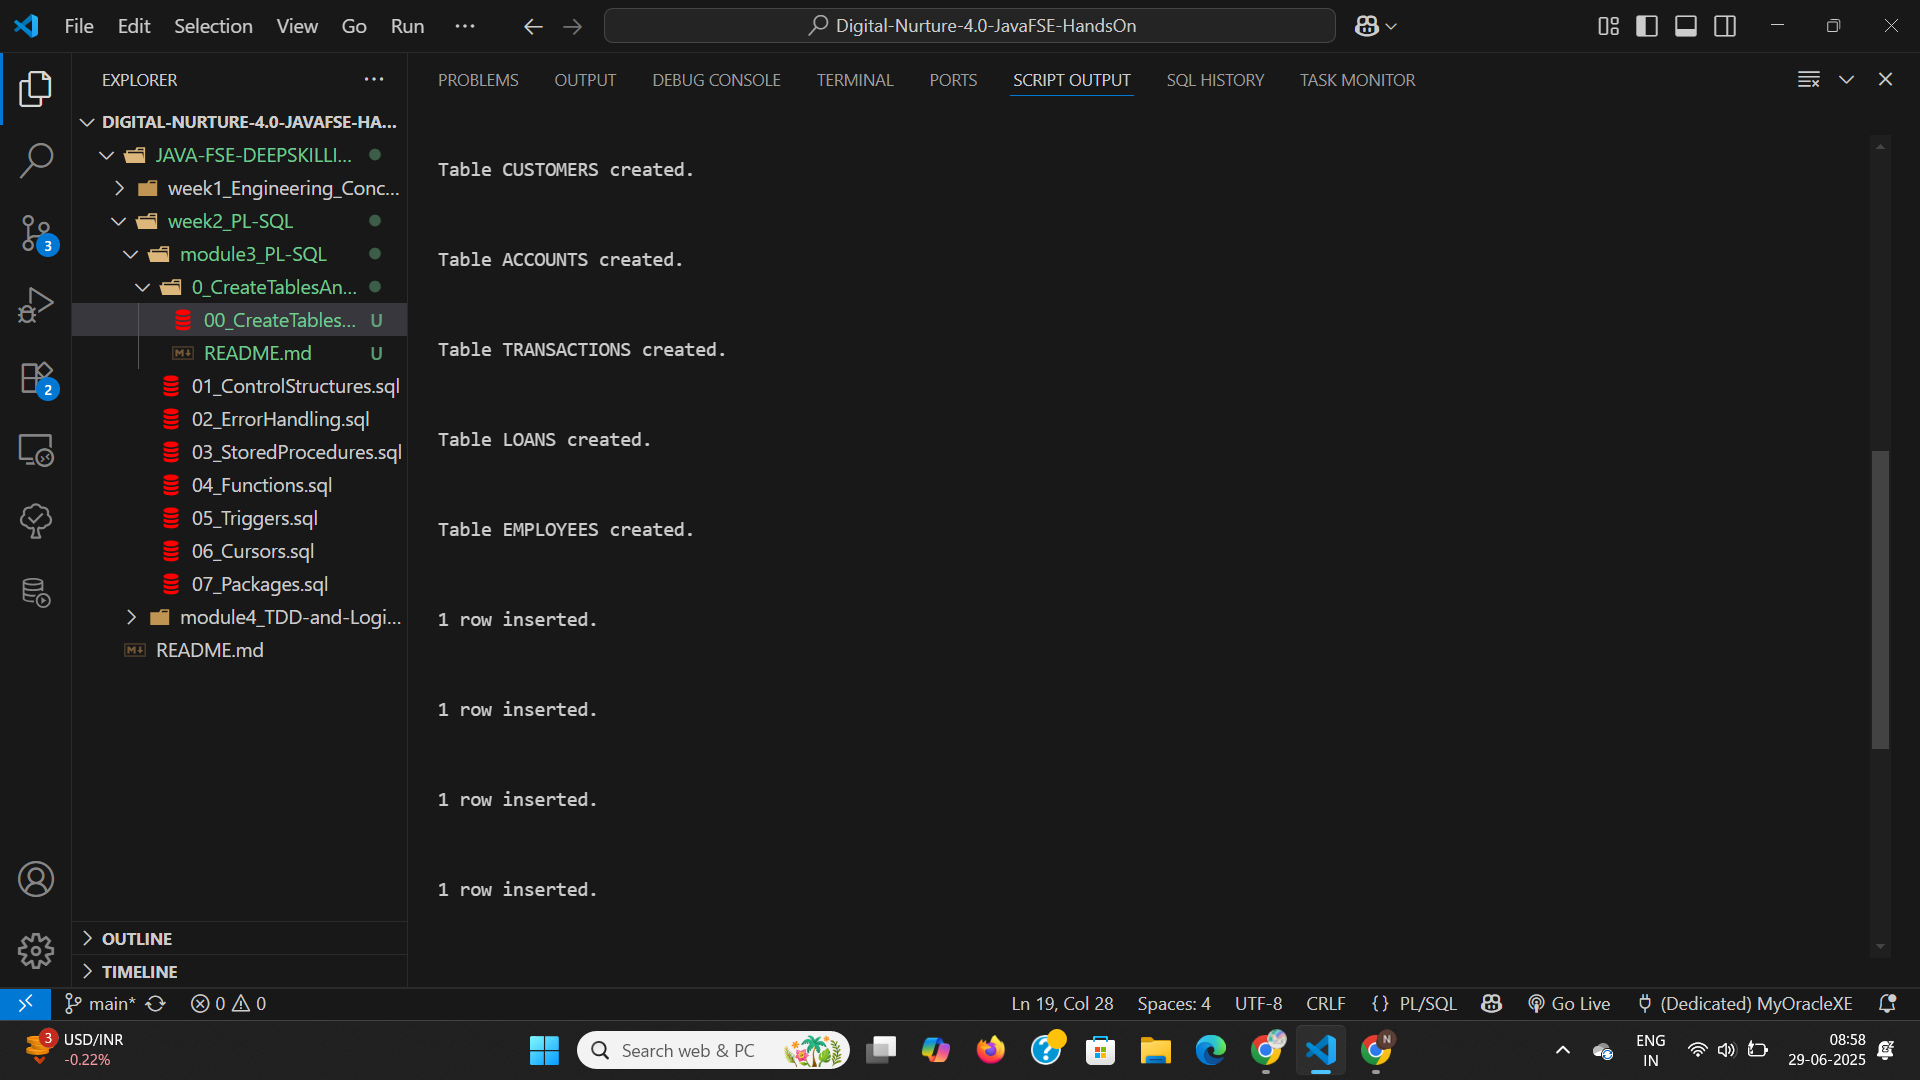 File Edit Selection View Go Run ···
Digital-Nurture-4.0-JavaFSE-HandsOn
EXPLORER
DIGITAL-NURTURE-4.0-JAVAFSE-HA...
JAVA-FSE-DEEPSKILLI...
week1_Engineering_Conc...
week2_PL-SQL
module3_PL-SQL
0_CreateTablesAn...
00_CreateTables... U
README.md U
01_ControlStructures.sql
02_ErrorHandling.sql
03_StoredProcedures.sql
04_Functions.sql
05_Triggers.sql
06_Cursors.sql
07_Packages.sql
module4_TDD-and-Logi...
README.md
OUTLINE
TIMELINE
3
2
PROBLEMS OUTPUT DEBUG CONSOLE TERMINAL PORTS SCRIPT OUTPUT SQL HISTORY TASK MONITOR
Table CUSTOMERS created.
Table ACCOUNTS created.
Table TRANSACTIONS created.
Table LOANS created.
Table EMPLOYEES created.
1 row inserted.
1 row inserted.
1 row inserted.
1 row inserted.
main* 0 0 Ln 19, Col 28 Spaces: 4 UTF-8 CRLF {} PL/SQL Go Live (Dedicated) MyOracleXE
3
USD/INR
-0.22%
Search web & PC
N
ENG
IN
08:58
29-06-2025